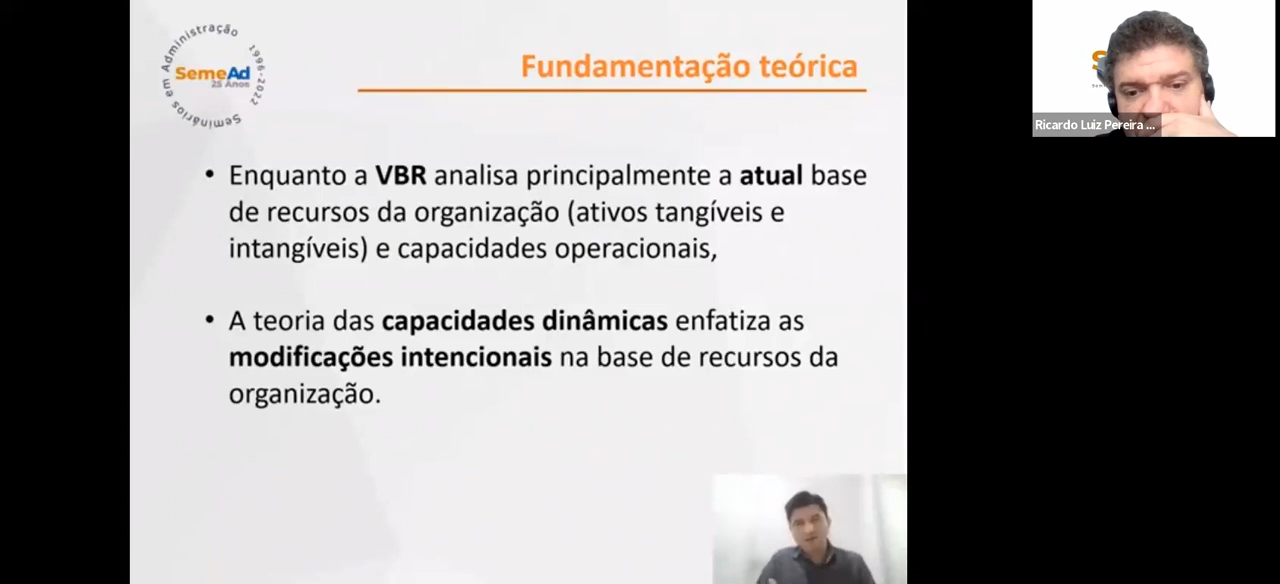 Seminários em Administração 1996-2022
SemeAd
25 Anos
Fundamentação teórica
• Enquanto a VBR analisa principalmente a atual base
de recursos da organização (ativos tangíveis e
intangíveis) e capacidades operacionais,
• A teoria das capacidades dinâmicas enfatiza as
modificações intencionais na base de recursos da
organização.
Ricardo Luiz Pereira ...